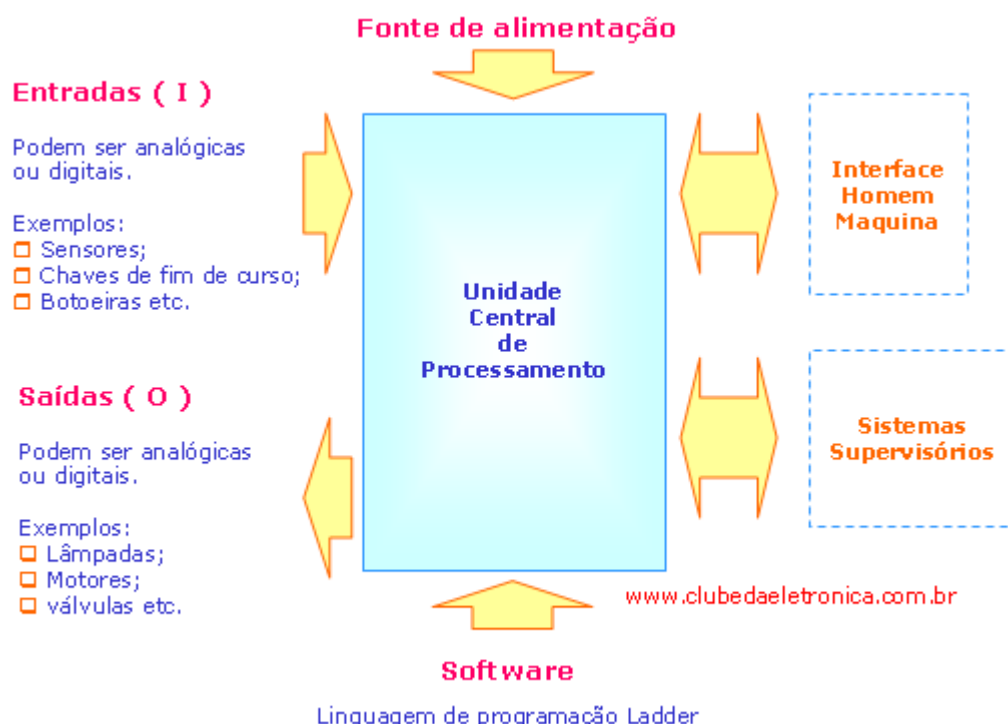 Fonte de alimentação
Entradas ( I )
Podem ser analógicas
ou digitais.
Exemplos:
Sensores;
Chaves de fim de curso;
Botoeiras etc.
Saídas ( O )
Podem ser analógicas
ou digitais.
Exemplos:
Lâmpadas;
Motores;
válvulas etc.
Unidade
Central
de
Processamento
Interface
Homem
Maquina
Sistemas
Supervisórios
www.clubedaeletronica.com.br
Software
Linguagem de programação Ladder